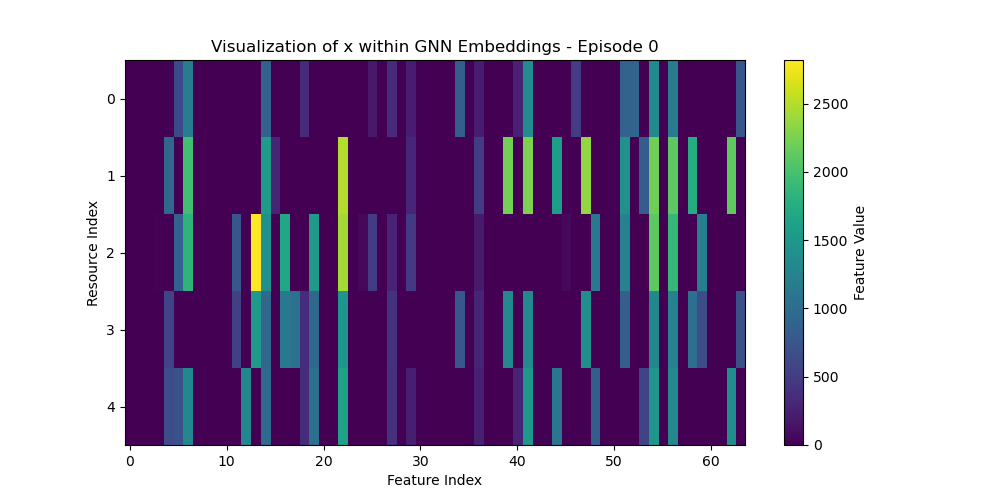 Visualization of x within GNN Embeddings - Episode 0
0
1
2
3
4
Resource Index
0 10 20 30 40 50 60
Feature Index
2500
2000
1500
1000
500
0
Feature Value